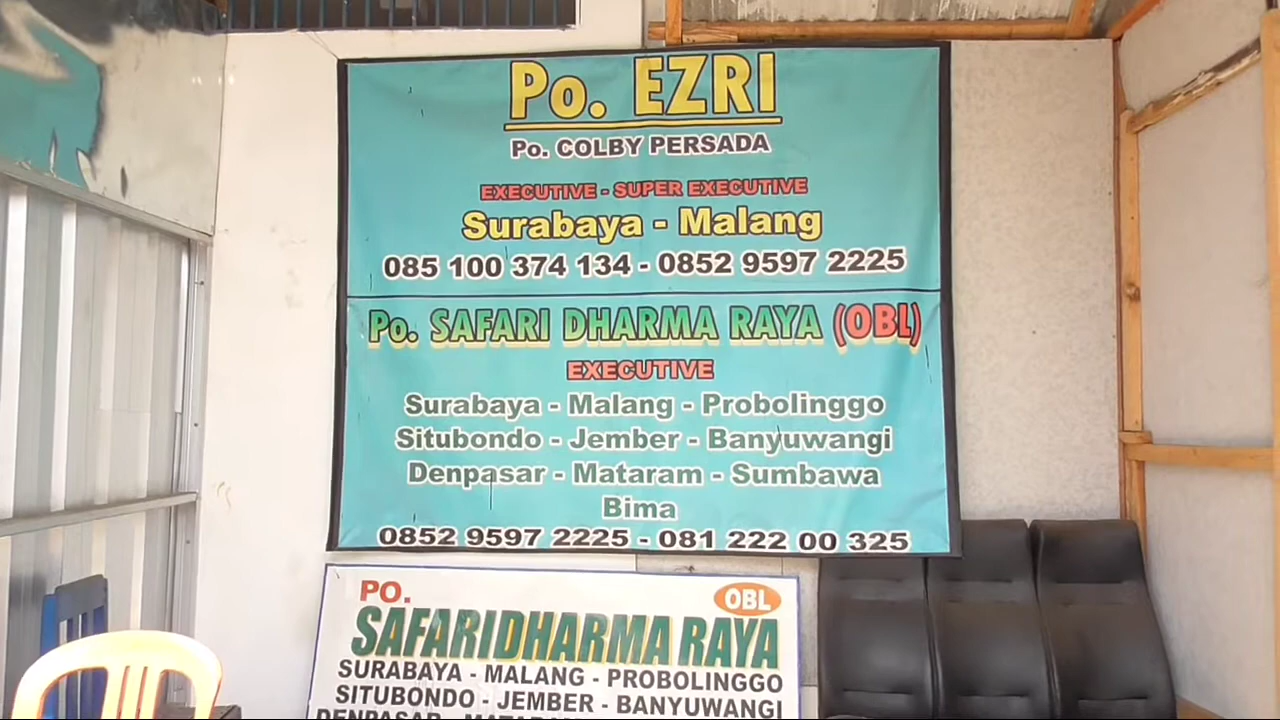 Po. EZRI
Po. COLBY PERSADA
EXECUTIVE - SUPER EXECUTIVE
Surabaya - Malang
085 100 374 134 - 0852 9597 2225
Po. SAFARI DHARMA RAYA (OBL)
EXECUTIVE
Surabaya - Malang - Probolinggo
Situbondo - Jember - Banyuwangi
Denpasar - Mataram - Sumbawa
Bima
0852 9597 2225 - 081 222 00 325
PO.
OBL
SAFARIDHARMA RAYA
SURABAYA - MALANG - PROBOLINGGO
SITUBONDO - JEMBER - BANYUWANGI
DENPASAR -